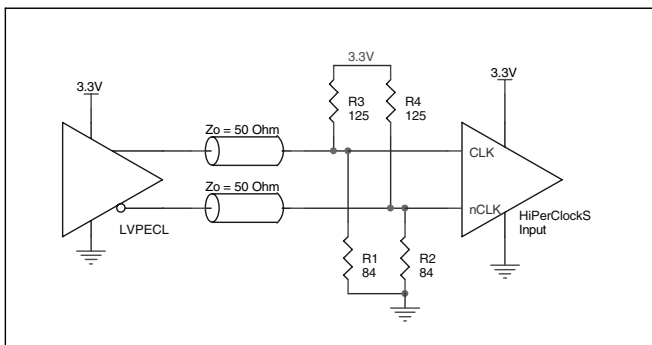 3.3V
3.3V
3.3V
R3
125
R4
125
Zo = 50 Ohm
CLK
Zo = 50 Ohm
nCLK
HiPerClockS
Input
LVPECL
R1
84
R2
84